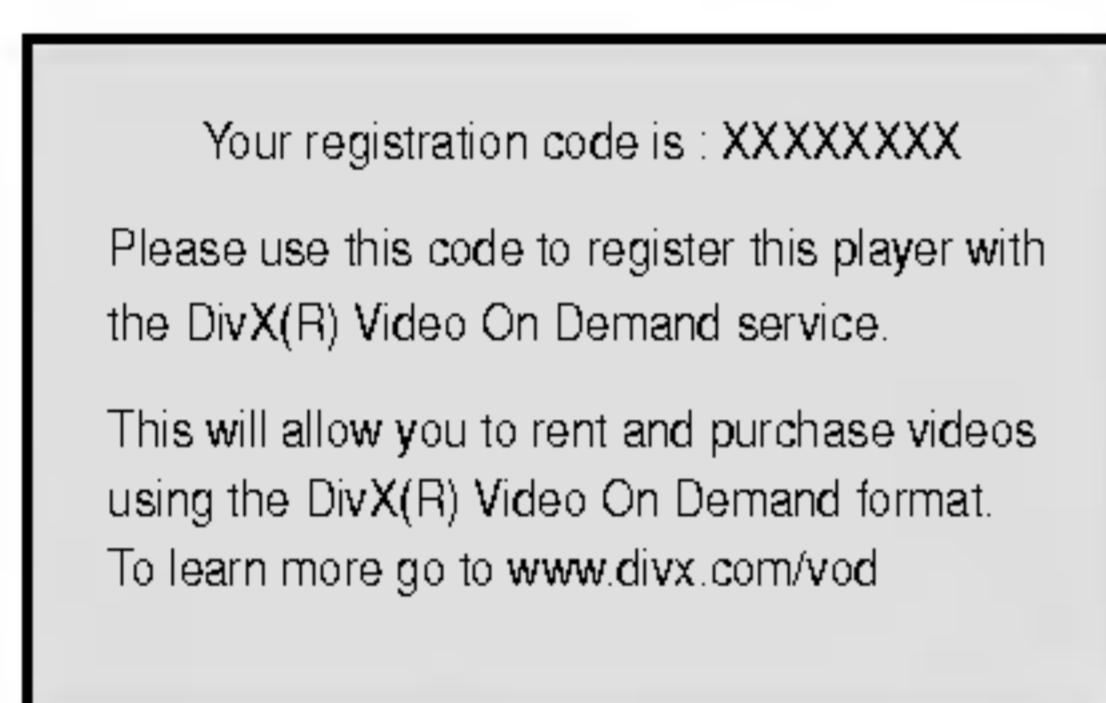 Your registration code is : XXXXXXXX
Please use this code to register this player with
the DivX(R) Video On Demand service.
This will allow you to rent and purchase videos
using the DivX(R) Video On Demand format.
To learn more go to www.divx.com/vod